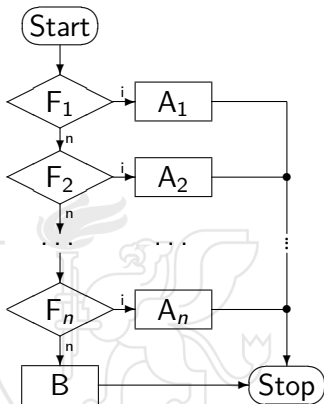 Start
F₁ i A₁
n
F₂ i A₂
n
... ...
Fₙ i Aₙ
n
B Stop